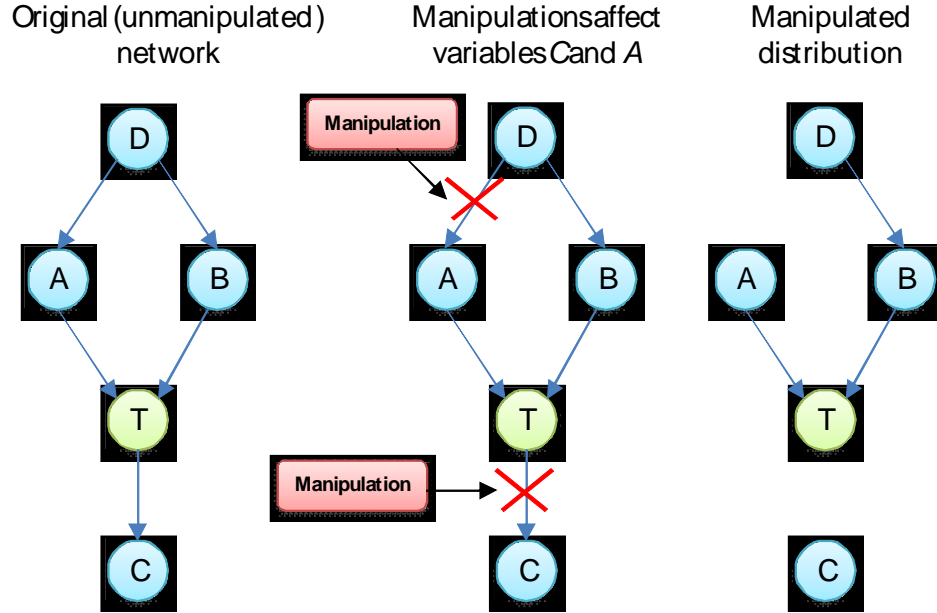 Original (unmanipulated)
network
Manipulationsaffect
variablesCand A
Manipulated
distribution
D
A
B
T
C
Manipulation
D
A
B
T
Manipulation
C
D
A
B
T
C